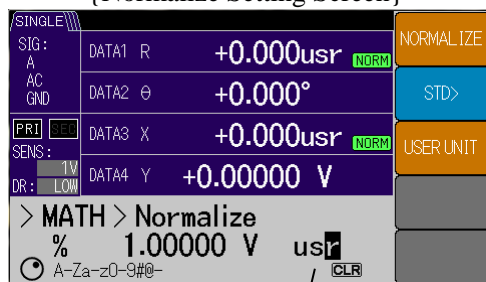 {Normalize Setting Screen}
SINGLE
SIG:
A
AC
GND
PRI SEC
SENS:
1V
DR: LOW
DATA1 R +0.000usr NORM
DATA2 θ +0.000°
DATA3 X +0.000usr NORM
DATA4 Y +0.00000 V
> MATH > Normalize
% 1.00000 V usr
A-Za-z0-9#@- / CLR
NORMALIZE
STD>
USER UNIT